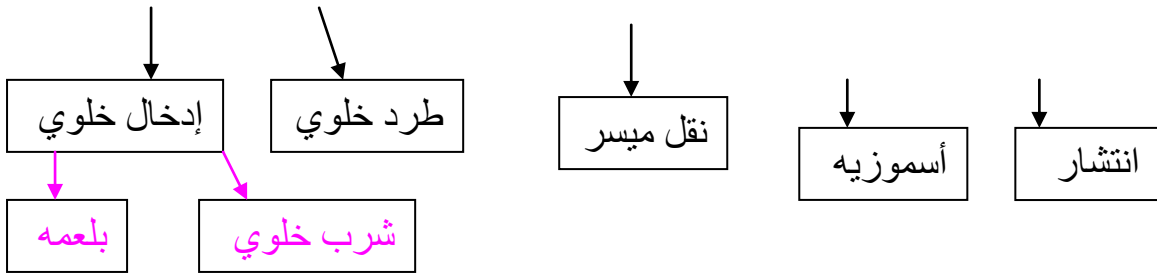 انتشار
أسموزيه
نقل ميسر
طرد خلوي
إدخال خلوي
شرب خلوي
بلعمه